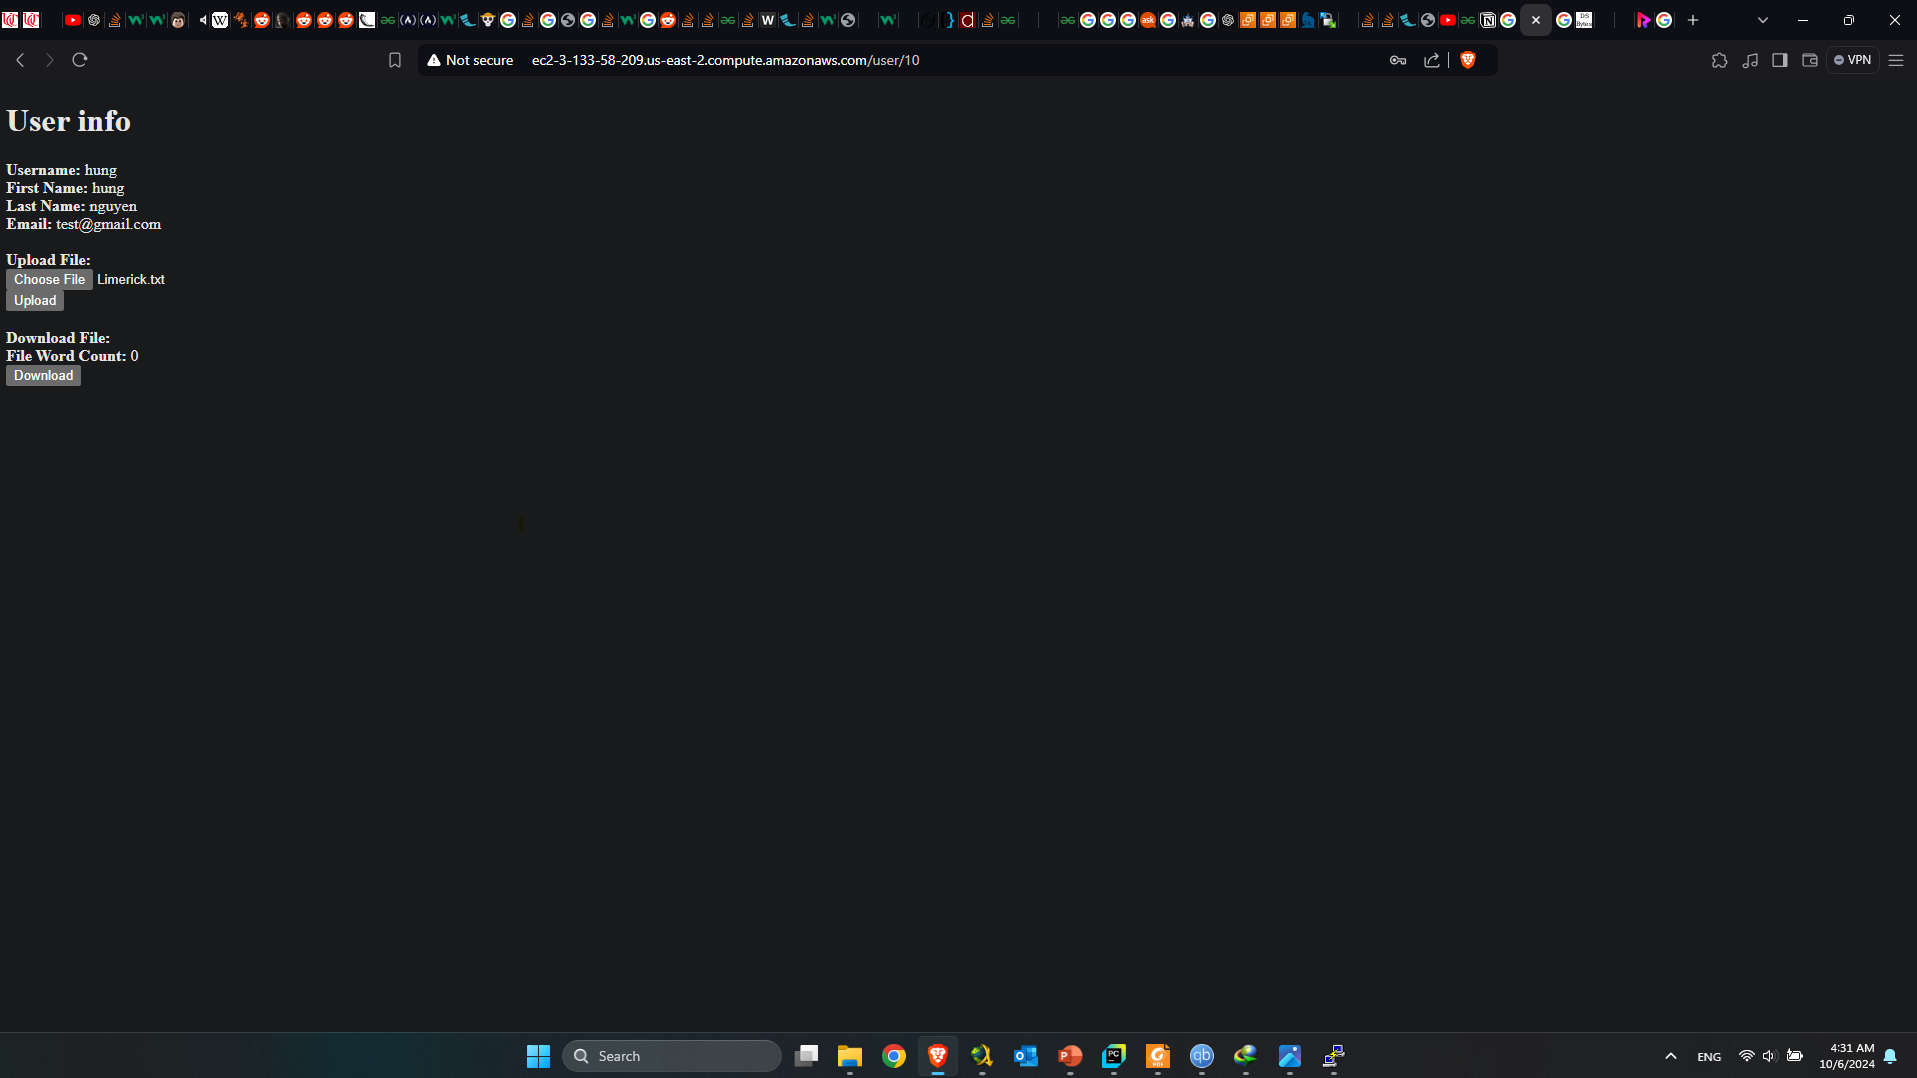 Not secure ec2-3-133-58-209.us-east-2.compute.amazonaws.com/user/10
VPN
User info
Username: hung
First Name: hung
Last Name: nguyen
Email: test@gmail.com
Upload File:
Choose File Limerick.txt
Upload
Download File:
File Word Count: 0
Download
Search
ENG
4:31 AM
10/6/2024